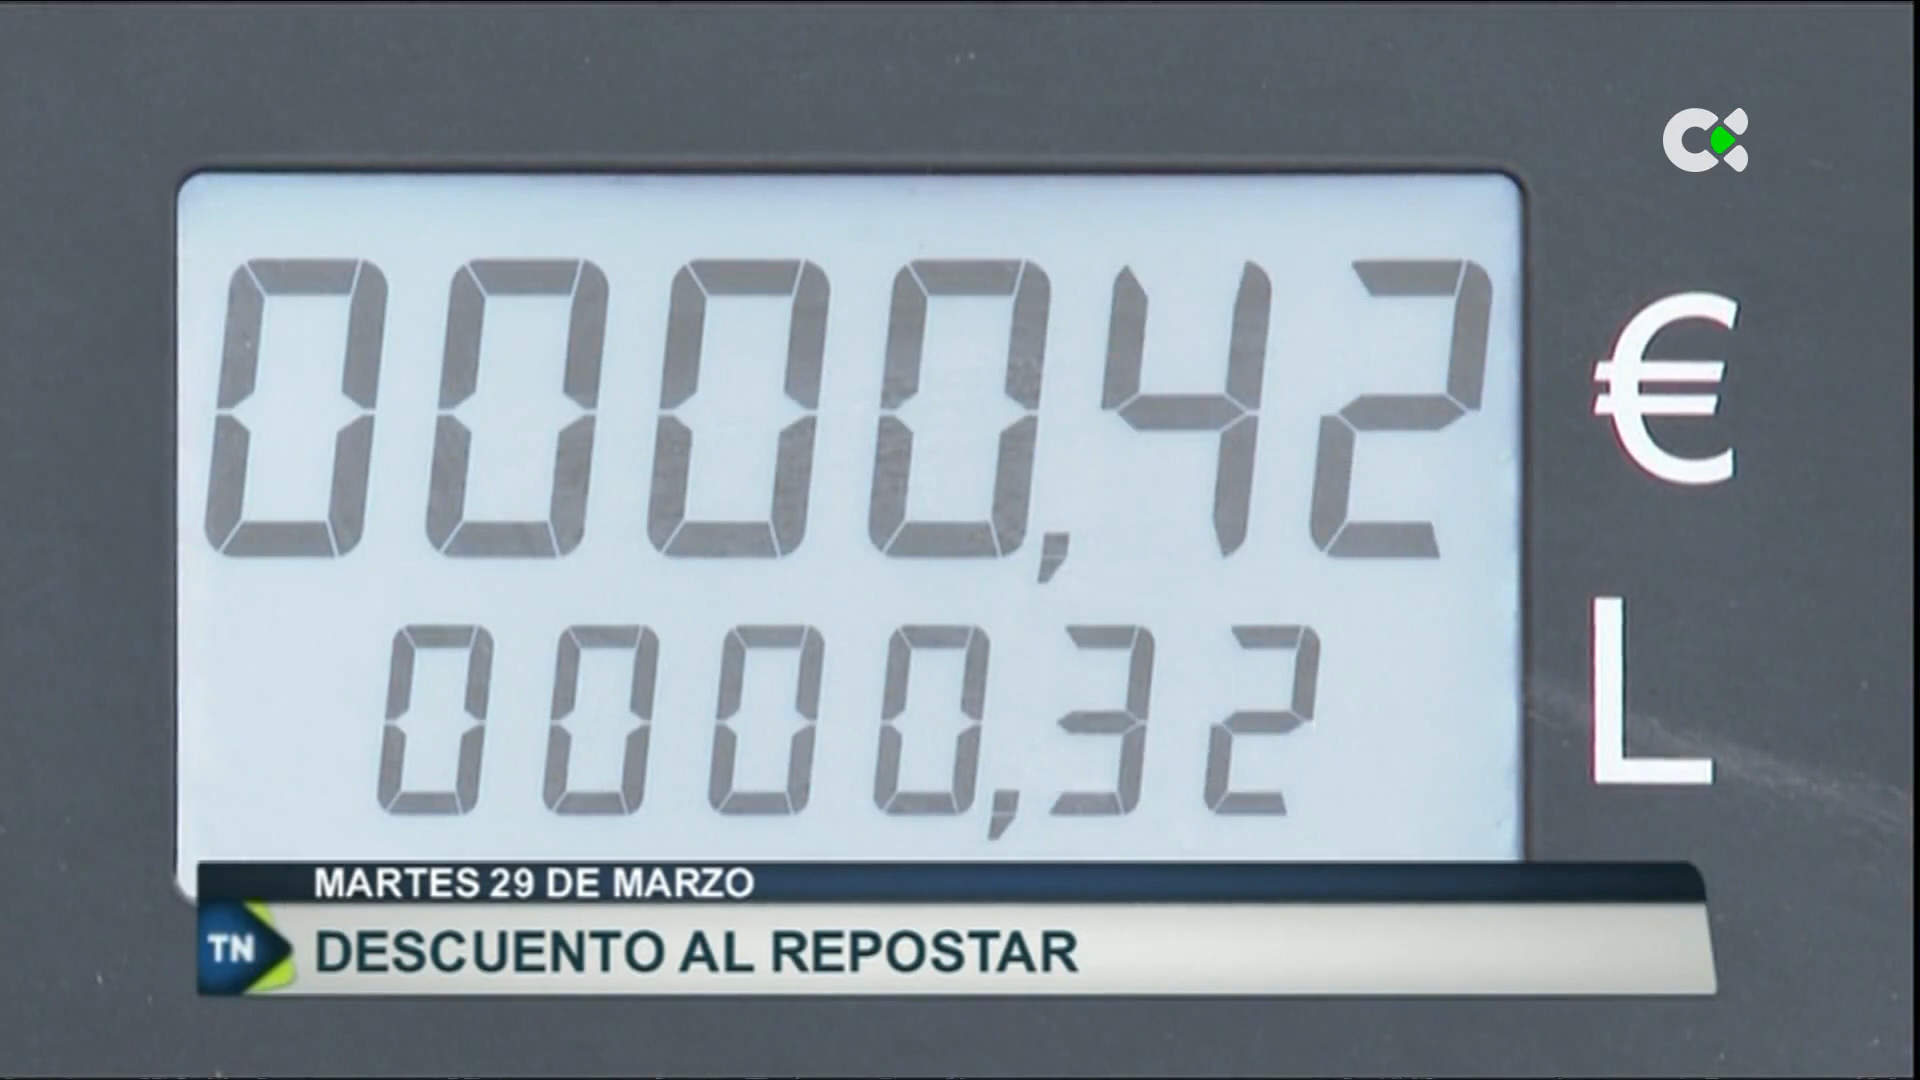 0000,42 €
0000,32 L
MARTES 29 DE MARZO
TN
DESCUENTO AL REPOSTAR